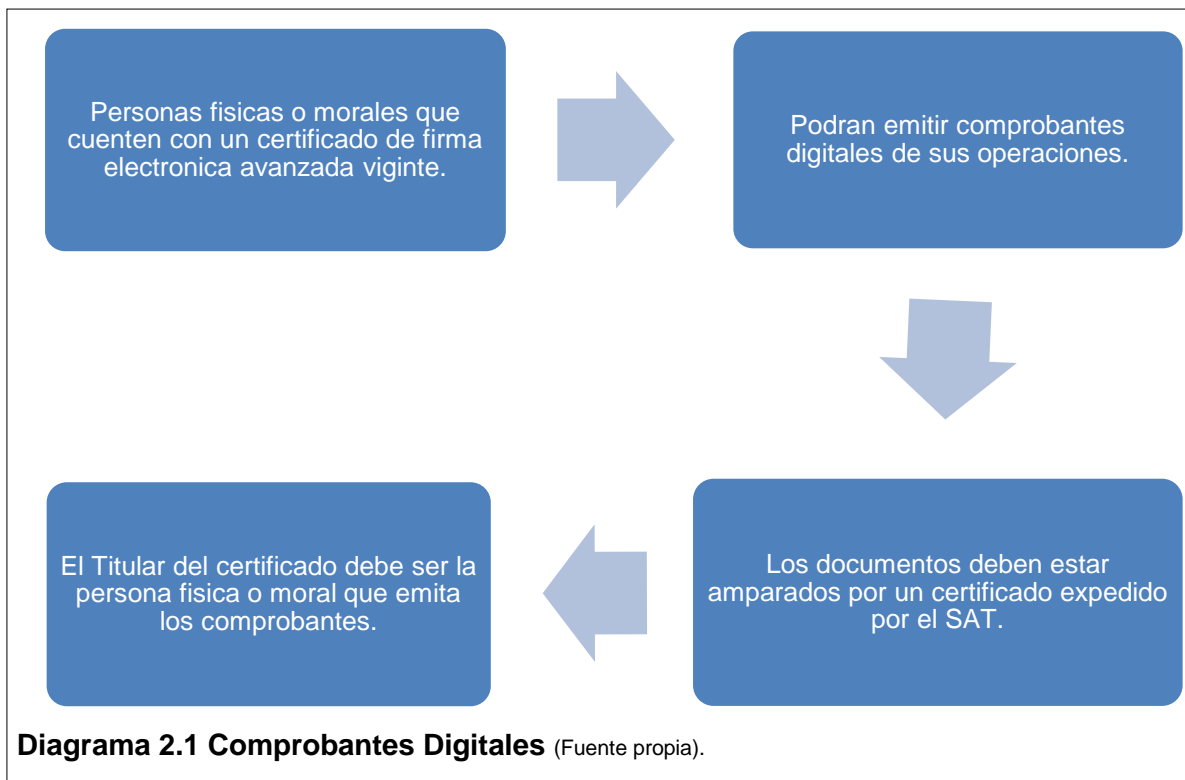 Personas fisicas o morales que
cuenten con un certificado de firma
electronica avanzada viginte.
Podran emitir comprobantes
digitales de sus operaciones.
Los documentos deben estar
amparados por un certificado expedido
por el SAT.
El Titular del certificado debe ser la
persona fisica o moral que emita
los comprobantes.
Diagrama 2.1 Comprobantes Digitales (Fuente propia).